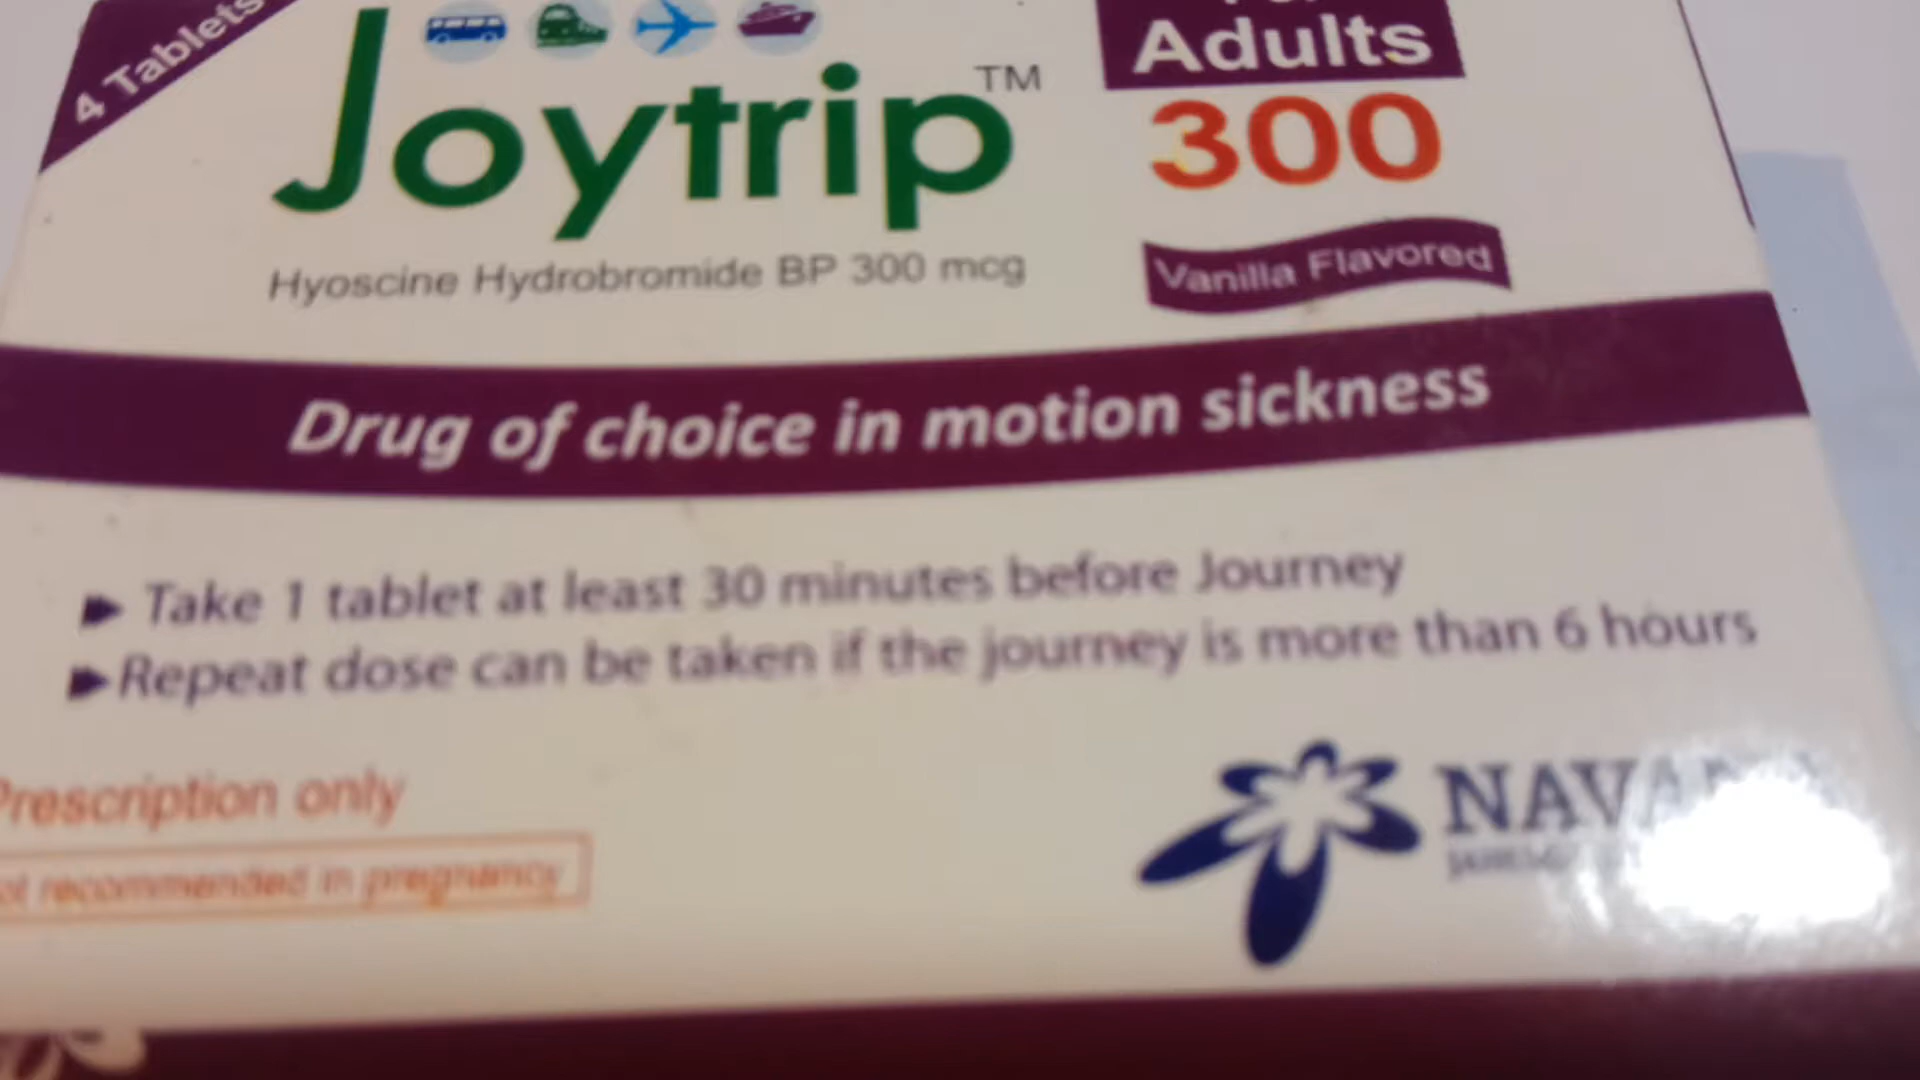 4 Tablets
Joytrip™
Adults
300
Hyoscine Hydrobromide BP 300 mcg
Vanilla Flavored
Drug of choice in motion sickness
► Take 1 tablet at least 30 minutes before Journey
► Repeat dose can be taken if the journey is more than 6 hours
Prescription only
recommended in pregnancy